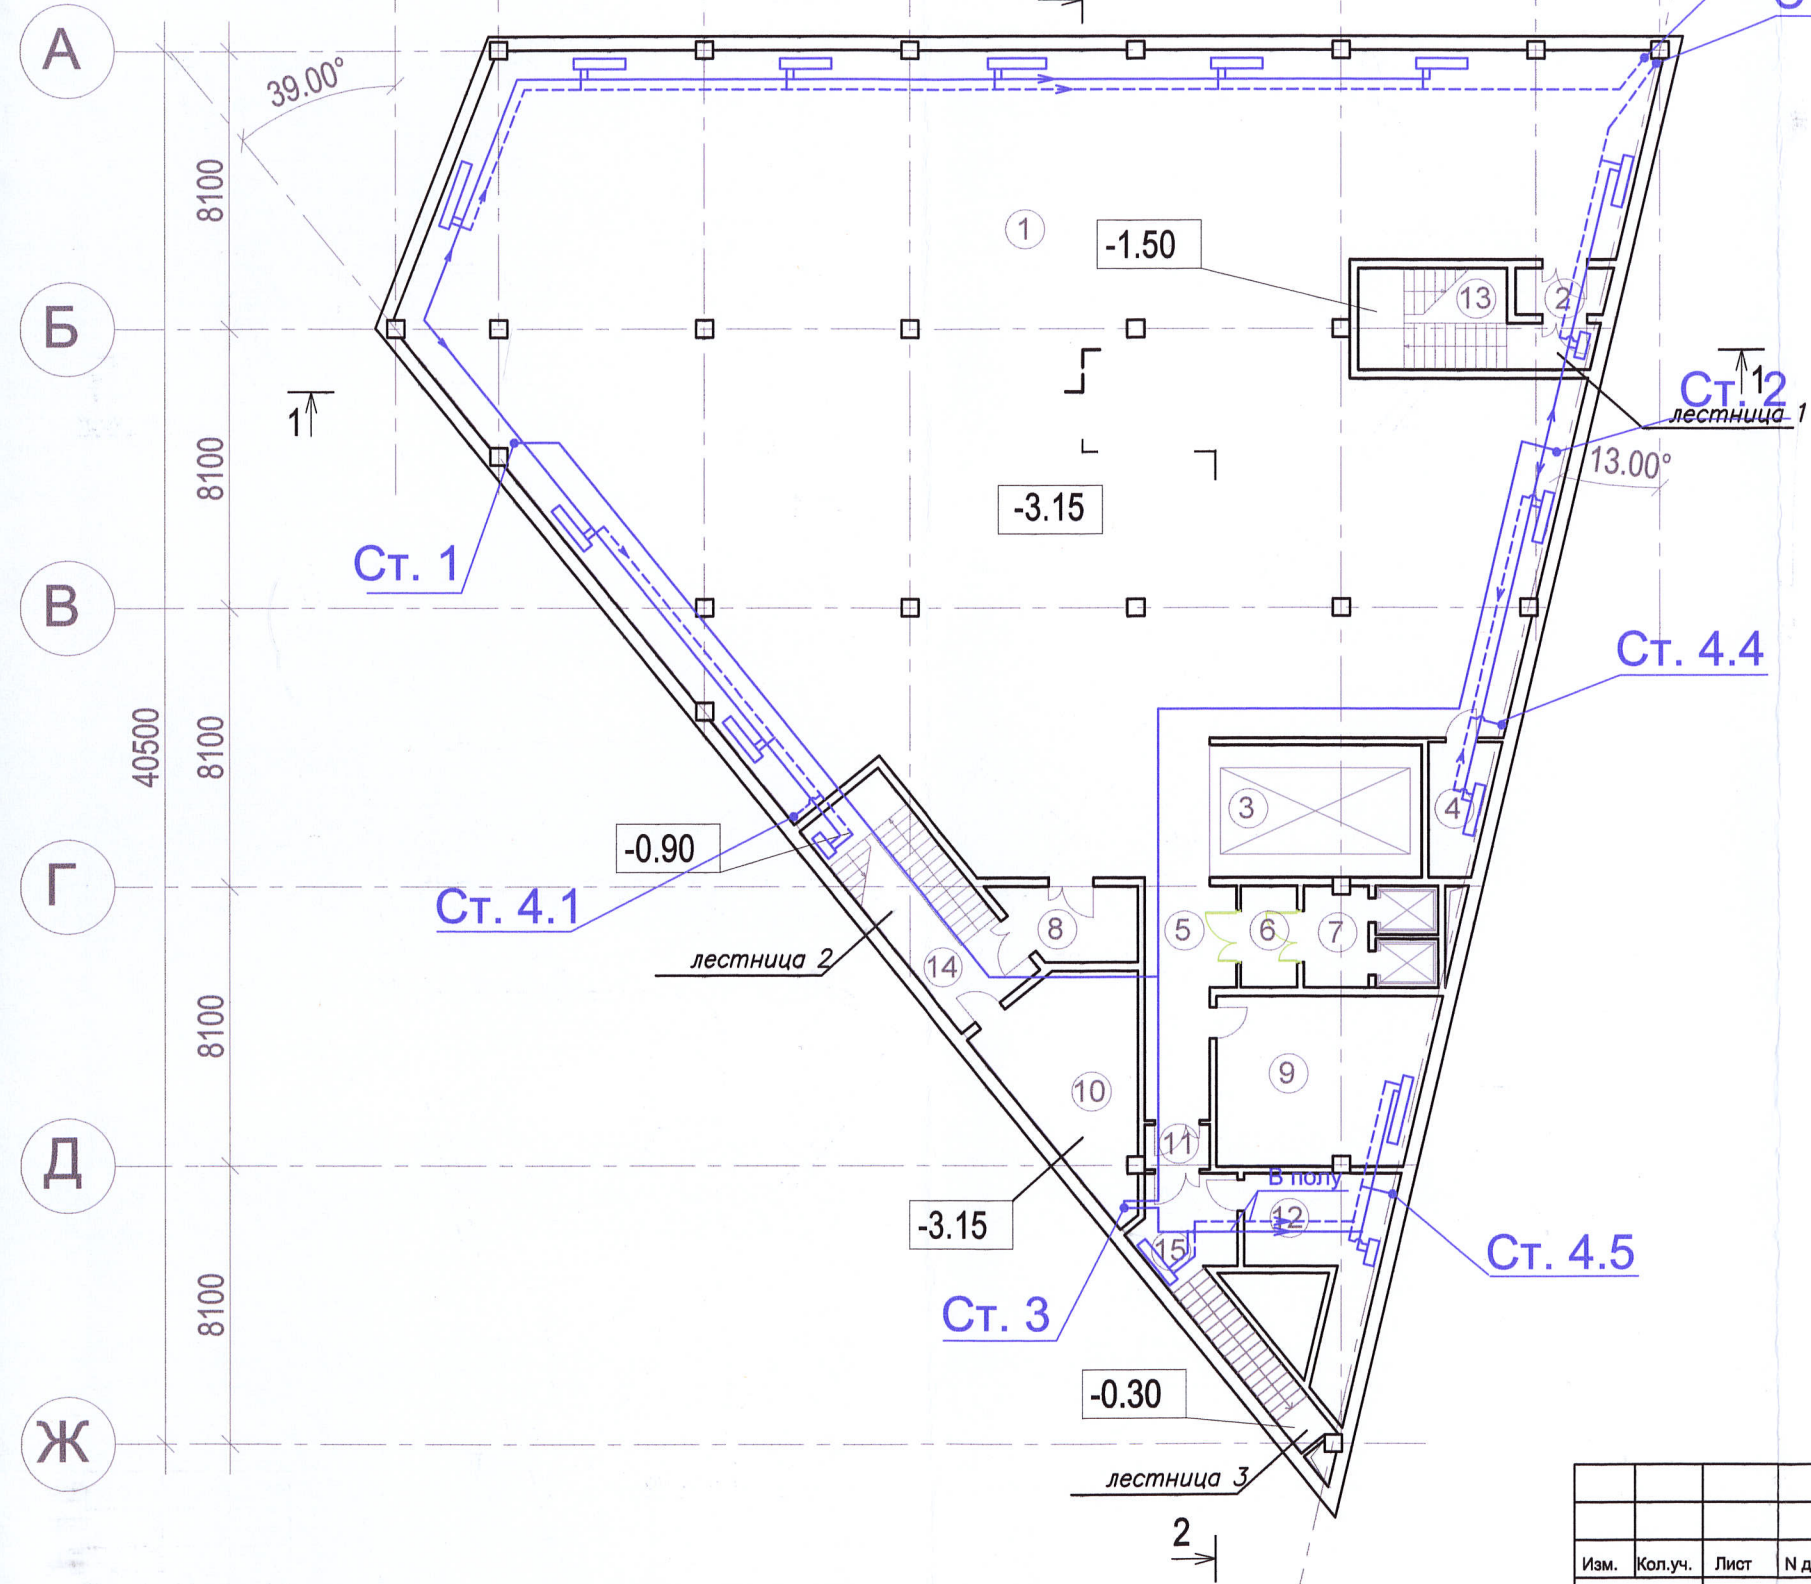 А
39.00°
8100
1
-1.50
13
2
Б
1
1
Ст. 2
лестница 1
8100
13.00°
-3.15
Ст. 1
В
Ст. 4.4
40500
8100
3
4
-0.90
Г
Ст. 4.1
8
5
6
7
лестница 2
14
8100
9
10
11
Д
В полу
12
-3.15
15
Ст. 4.5
8100
Ст. 3
-0.30
Ж
лестница 3
2
Изм.
Кол.уч.
Лист
N д